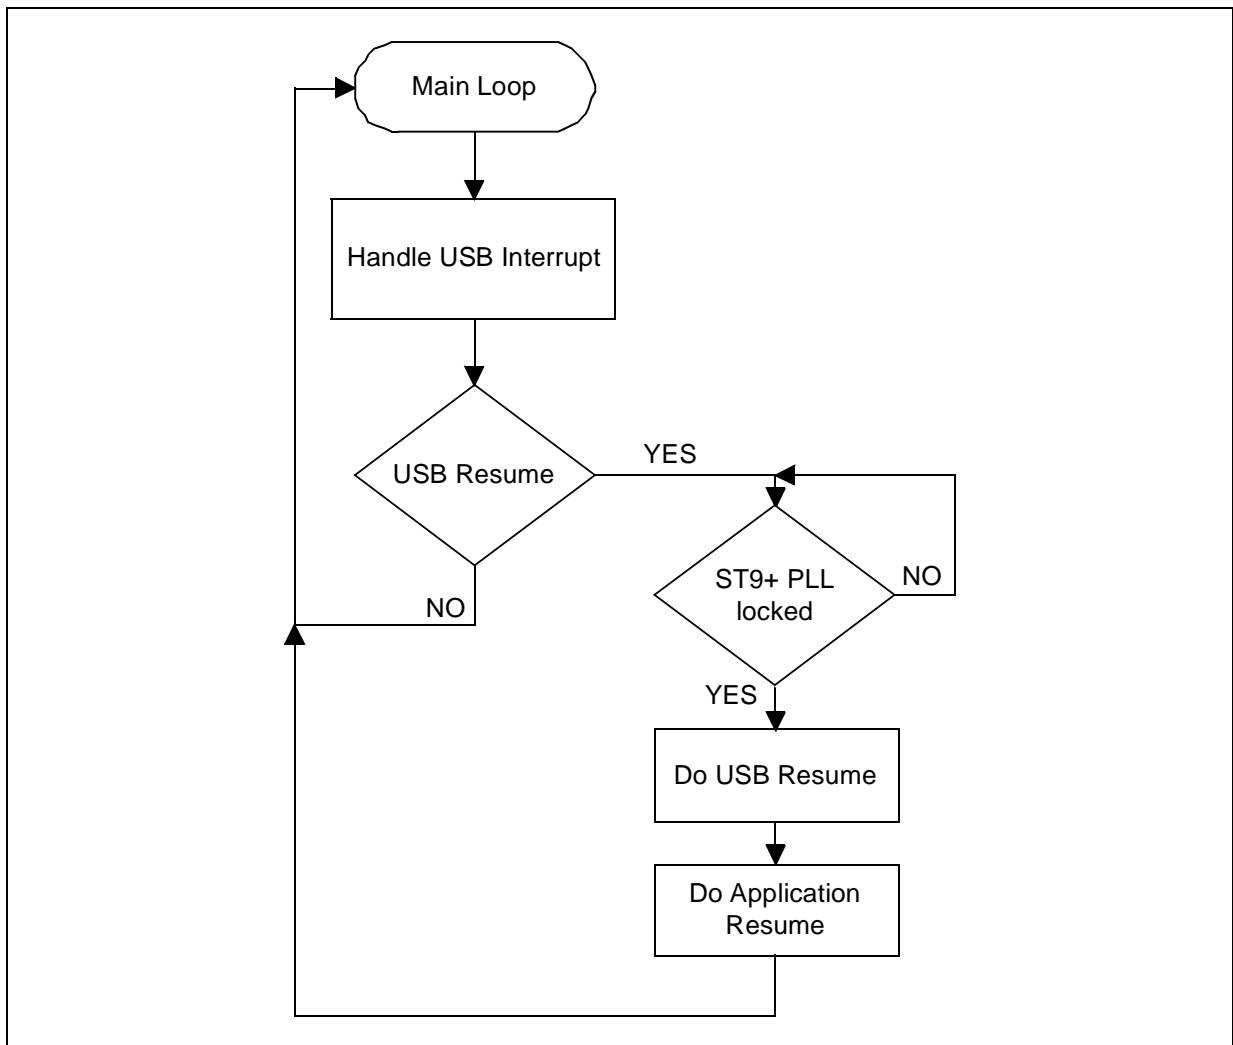 Main Loop
Handle USB Interrupt
USB Resume
YES
NO
ST9+ PLL
locked
NO
YES
Do USB Resume
Do Application
Resume